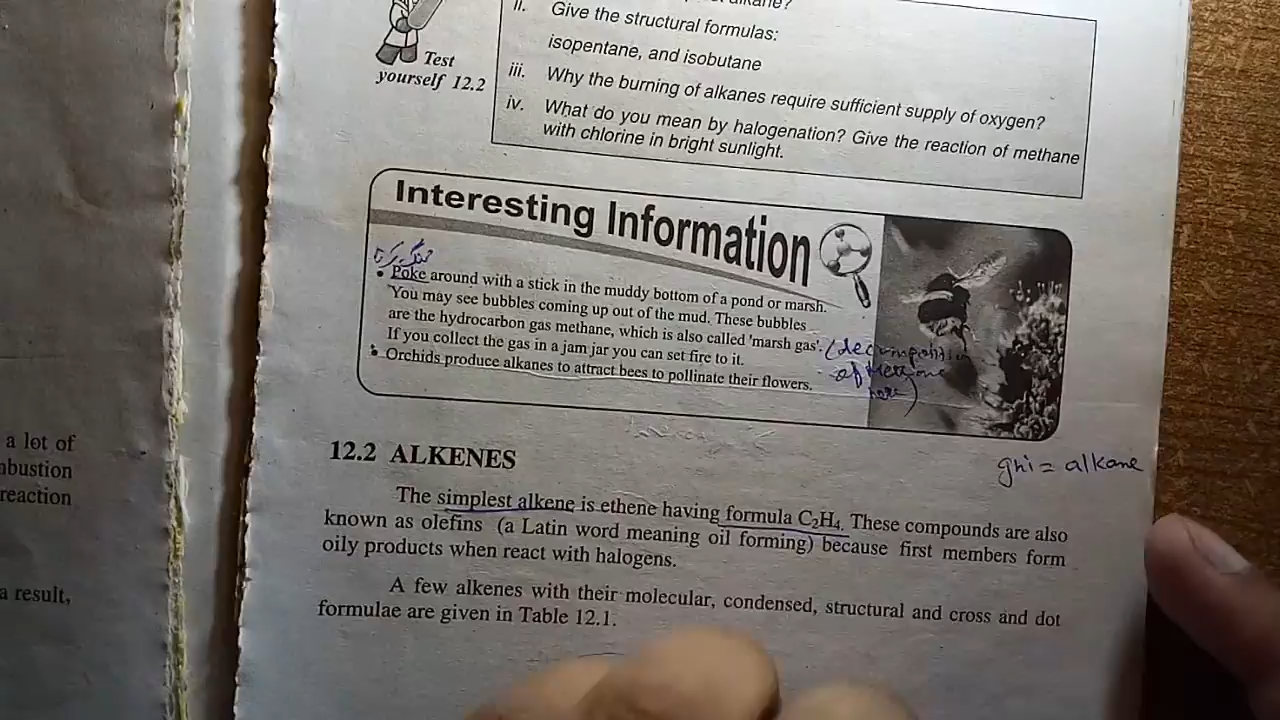 alkane?
ii. Give the structural formulas:
isopentane, and isobutane
iii. Why the burning of alkanes require sufficient supply of oxygen?
iv. What do you mean by halogenation? Give the reaction of methane
with chlorine in bright sunlight.
Test
yourself 12.2
Interesting Information
• Poke around with a stick in the muddy bottom of a pond or marsh.
You may see bubbles coming up out of the mud. These bubbles
are the hydrocarbon gas methane, which is also called 'marsh gas'.
If you collect the gas in a jam jar you can set fire to it.
• Orchids produce alkanes to attract bees to pollinate their flowers.
of Methane
12.2 ALKENES
ghi = alkane
The simplest alkene is ethene having formula C₂H₄. These compounds are also
known as olefins (a Latin word meaning oil forming) because first members form
oily products when react with halogens.
A few alkenes with their molecular, condensed, structural and cross and dot
formulae are given in Table 12.1.
a lot of
reaction
a result,